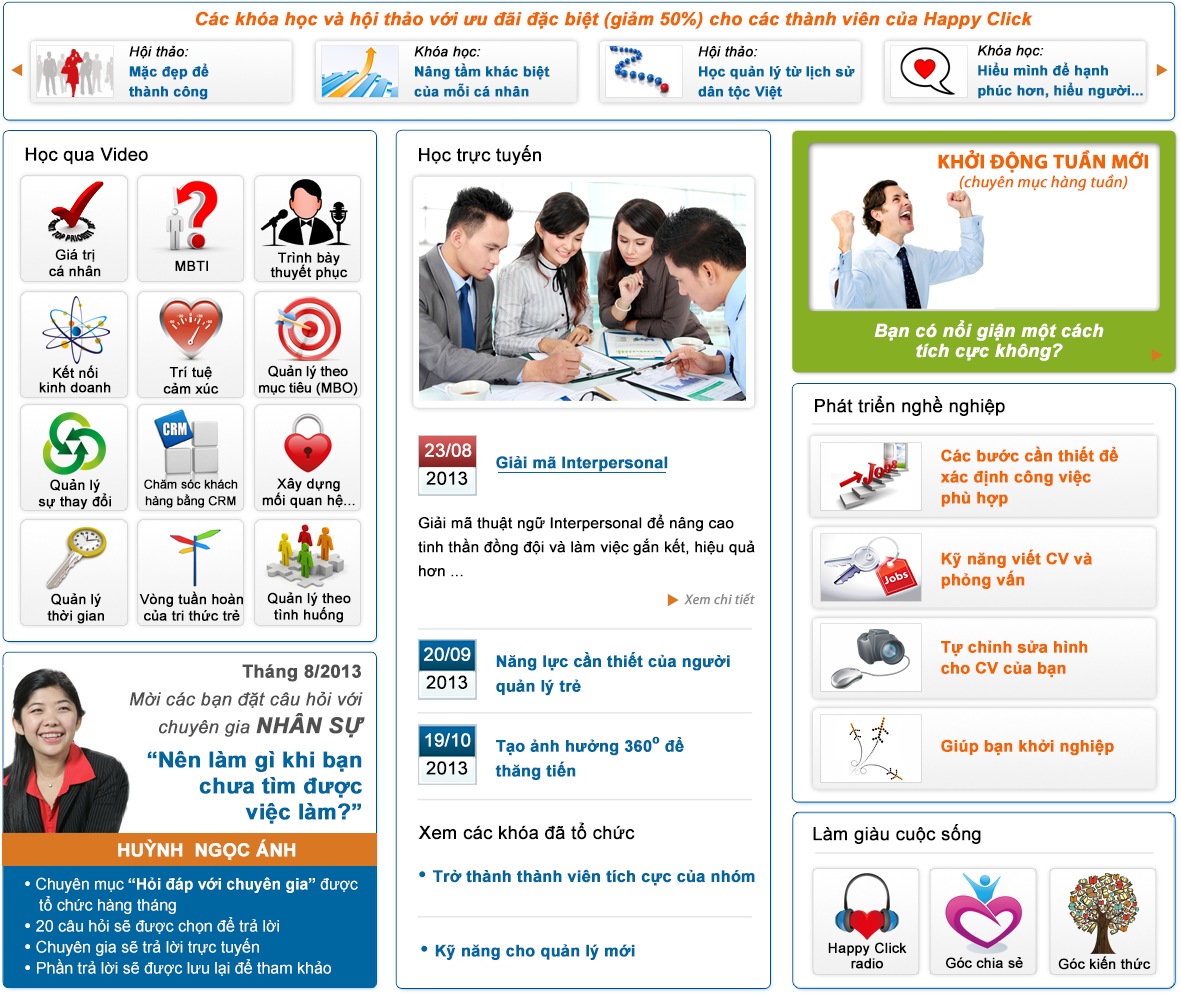 Các khóa học và hội thảo với ưu đãi đặc biệt (giảm 50%) cho các thành viên của Happy Click
Hội thảo:
Mặc đẹp để
thành công
Khóa học:
Nâng tầm khác biệt
của mỗi cá nhân
Hội thảo:
Học quản lý từ lịch sử
dân tộc Việt
Khóa học:
Hiểu mình để hạnh
phúc hơn, hiểu người...
Học qua Video
TOP PRIORITY
Giá trị
cá nhân
MBTI
Trình bày
thuyết phục
Kết nối
kinh doanh
Trí tuệ
cảm xúc
Quản lý theo
mục tiêu (MBO)
Quản lý
sự thay đổi
CRM
Chăm sóc khách
hàng bằng CRM
Xây dựng
mối quan hệ...
Quản lý
thời gian
Vòng tuần hoàn
của tri thức trẻ
Quản lý theo
tình huống
Tháng 8/2013
Mời các bạn đặt câu hỏi với
chuyên gia NHÂN SỰ
“Nên làm gì khi bạn
chưa tìm được
việc làm?”
HUỲNH NGỌC ÁNH
• Chuyên mục “Hỏi đáp với chuyên gia” được
tổ chức hàng tháng
• 20 câu hỏi sẽ được chọn để trả lời
• Chuyên gia sẽ trả lời trực tuyến
• Phần trả lời sẽ được lưu lại để tham khảo
Học trực tuyến
23/08
2013
Giải mã Interpersonal
Giải mã thuật ngữ Interpersonal để nâng cao
tinh thần đồng đội và làm việc gắn kết, hiệu quả
hơn ...
Xem chi tiết
20/09
2013
Năng lực cần thiết của người
quản lý trẻ
19/10
2013
Tạo ảnh hưởng 360° để
thăng tiến
Xem các khóa đã tổ chức
• Trở thành thành viên tích cực của nhóm
• Kỹ năng cho quản lý mới
KHỞI ĐỘNG TUẦN MỚI
(chuyên mục hàng tuần)
Bạn có nổi giận một cách
tích cực không?
Phát triển nghề nghiệp
Jobs
Các bước cần thiết để
xác định công việc
phù hợp
Jobs
Kỹ năng viết CV và
phỏng vấn
Tự chỉnh sửa hình
cho CV của bạn
Giúp bạn khởi nghiệp
Làm giàu cuộc sống
Happy Click
radio
Góc chia sẻ
Góc kiến thức